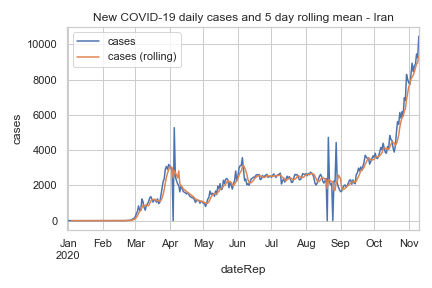 New COVID-19 daily cases and 5 day rolling mean - Iran
cases
cases (rolling)
10000
8000
6000
4000
2000
0
cases
Jan Feb Mar Apr May Jun Jul Aug Sep Oct Nov
2020
dateRep